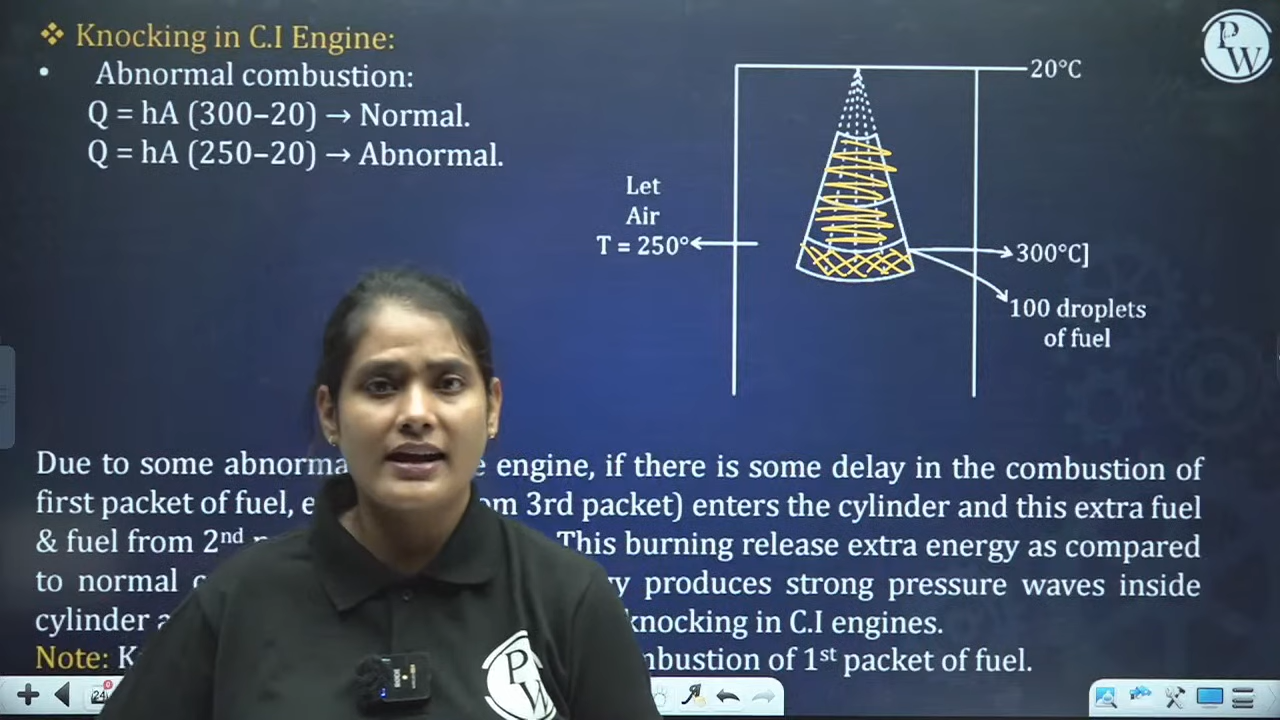 ❖ Knocking in C.I Engine:
• Abnormal combustion:
Q = hA (300–20) → Normal.
Q = hA (250–20) → Abnormal.
20°C
Let
Air
T = 250°
300°C]
100 droplets
of fuel
PW
Due to some abnorma e engine, if there is some delay in the combustion of
first packet of fuel, e om 3rd packet) enters the cylinder and this extra fuel
& fuel from 2nd This burning release extra energy as compared
to normal y produces strong pressure waves inside
cylinder knocking in C.I engines.
Note: K mbustion of 1st packet of fuel.
PW
24